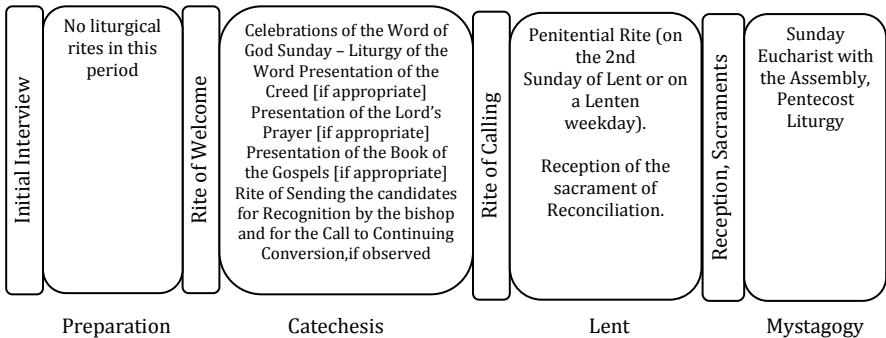 Initial Interview
No liturgical
rites in this
period
Rite of Welcome
Celebrations of the Word of
God Sunday – Liturgy of the
Word Presentation of the
Creed [if appropriate]
Presentation of the Lord's
Prayer [if appropriate]
Presentation of the Book of
the Gospels [if appropriate]
Rite of Sending the candidates
for Recognition by the bishop
and for the Call to Continuing
Conversion,if observed
Rite of Calling
Penitential Rite (on
the 2nd
Sunday of Lent or on
a Lenten
weekday).
Reception of the
sacrament of
Reconciliation.
Reception, Sacraments
Sunday
Eucharist with
the Assembly,
Pentecost
Liturgy
Preparation
Catechesis
Lent
Mystagogy